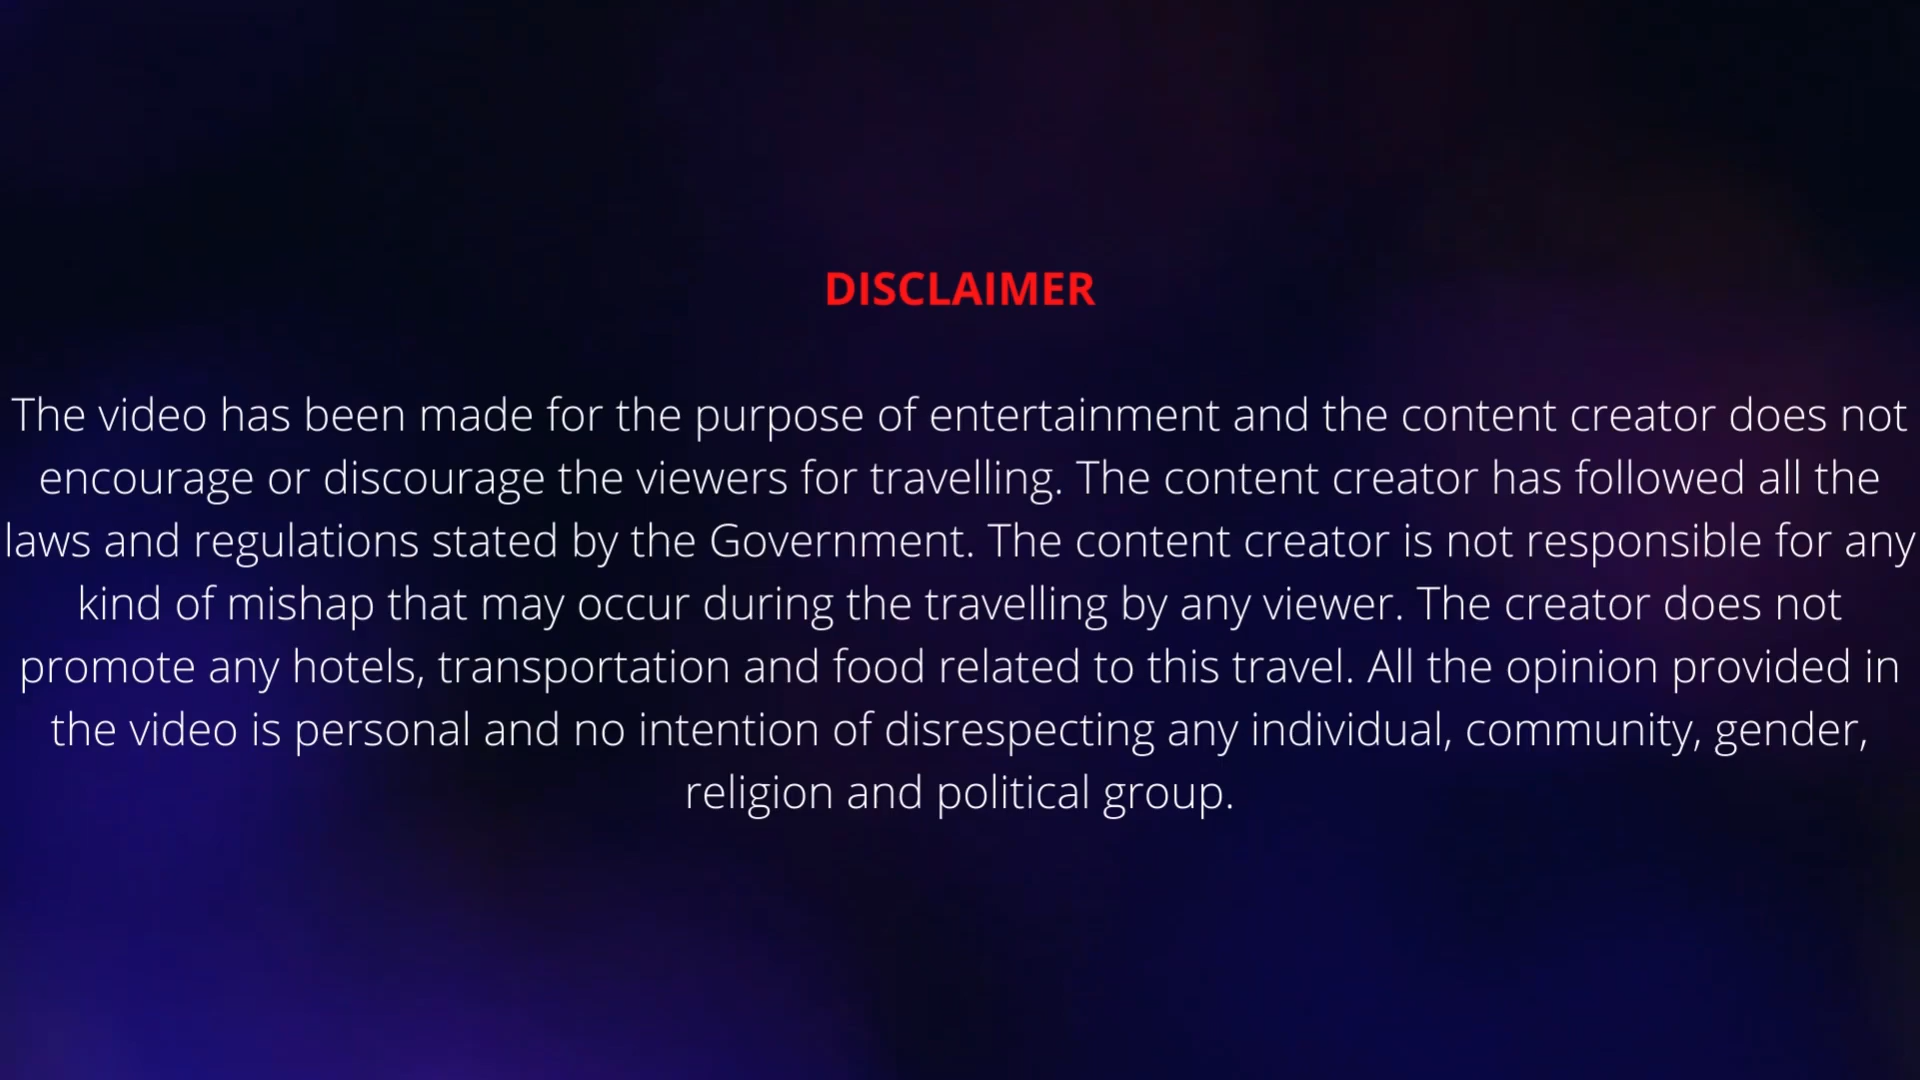 DISCLAIMER
The video has been made for the purpose of entertainment and the content creator does not
encourage or discourage the viewers for travelling. The content creator has followed all the
laws and regulations stated by the Government. The content creator is not responsible for any
kind of mishap that may occur during the travelling by any viewer. The creator does not
promote any hotels, transportation and food related to this travel. All the opinion provided in
the video is personal and no intention of disrespecting any individual, community, gender,
religion and political group.